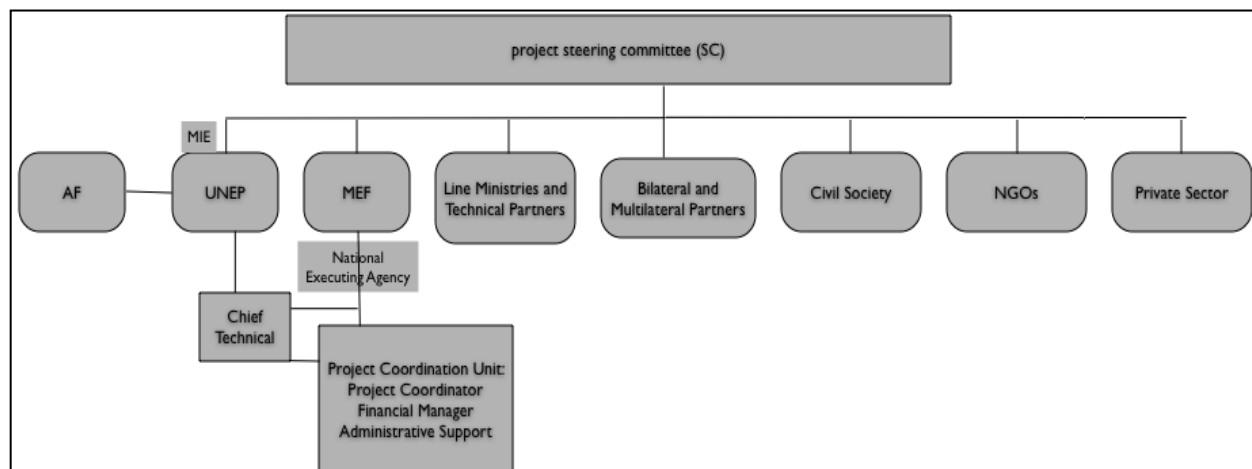 project steering committee (SC)
MIE
AF
UNEP
MEF
Line Ministries and
Technical Partners
Bilateral and
Multilateral Partners
Civil Society
NGOs
Private Sector
National
Executing Agency
Chief
Technical
Project Coordination Unit:
Project Coordinator
Financial Manager
Administrative Support